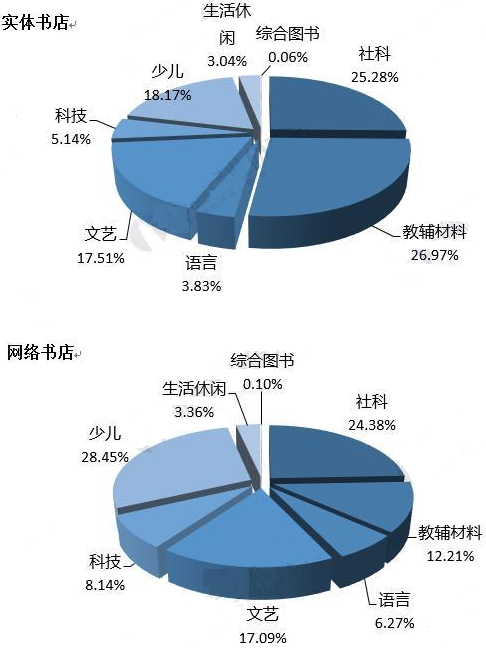 实体书店
生活休
闲
3.04%
综合图书
0.06%
社科
25.28%
少儿
18.17%
科技
5.14%
教辅材料
26.97%
文艺
17.51%
语言
3.83%
网络书店
综合图书
0.10%
生活休闲
3.36%
社科
24.38%
少儿
28.45%
教辅材料
12.21%
科技
8.14%
语言
6.27%
文艺
17.09%